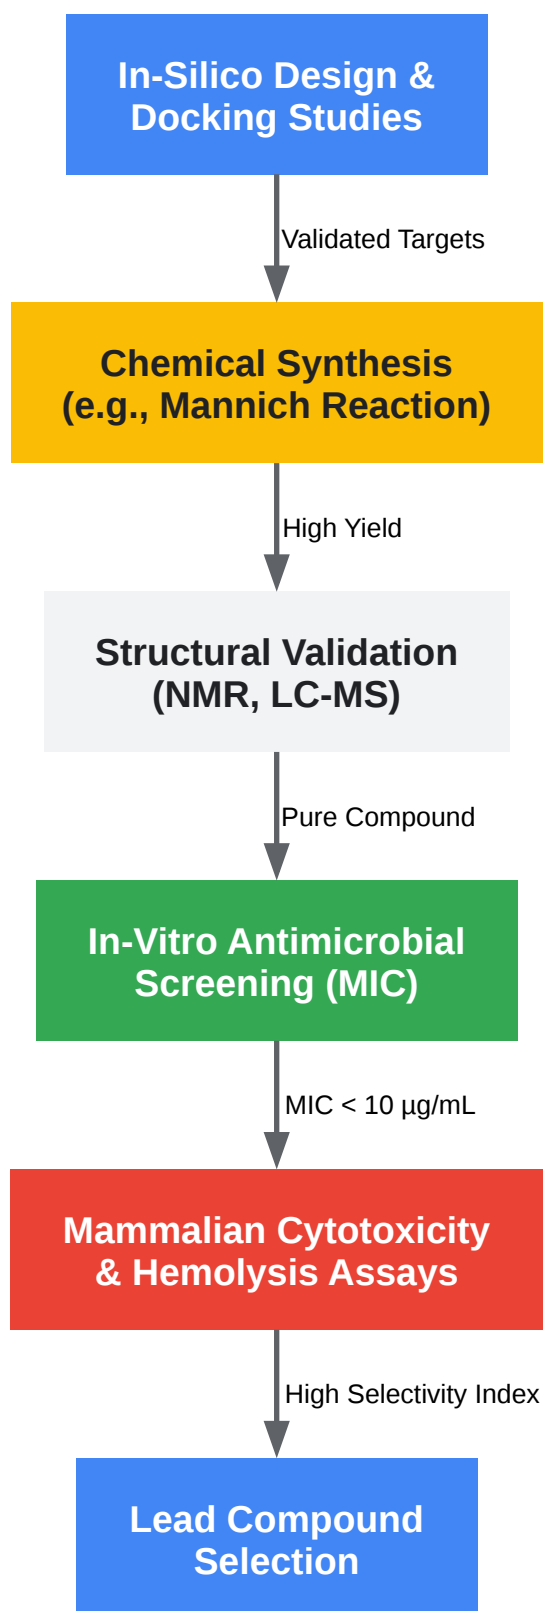 In-Silico Design &
Docking Studies
Validated Targets
Chemical Synthesis
(e.g., Mannich Reaction)
High Yield
Structural Validation
(NMR, LC-MS)
Pure Compound
In-Vitro Antimicrobial
Screening (MIC)
MIC < 10 µg/mL
Mammalian Cytotoxicity
& Hemolysis Assays
High Selectivity Index
Lead Compound
Selection